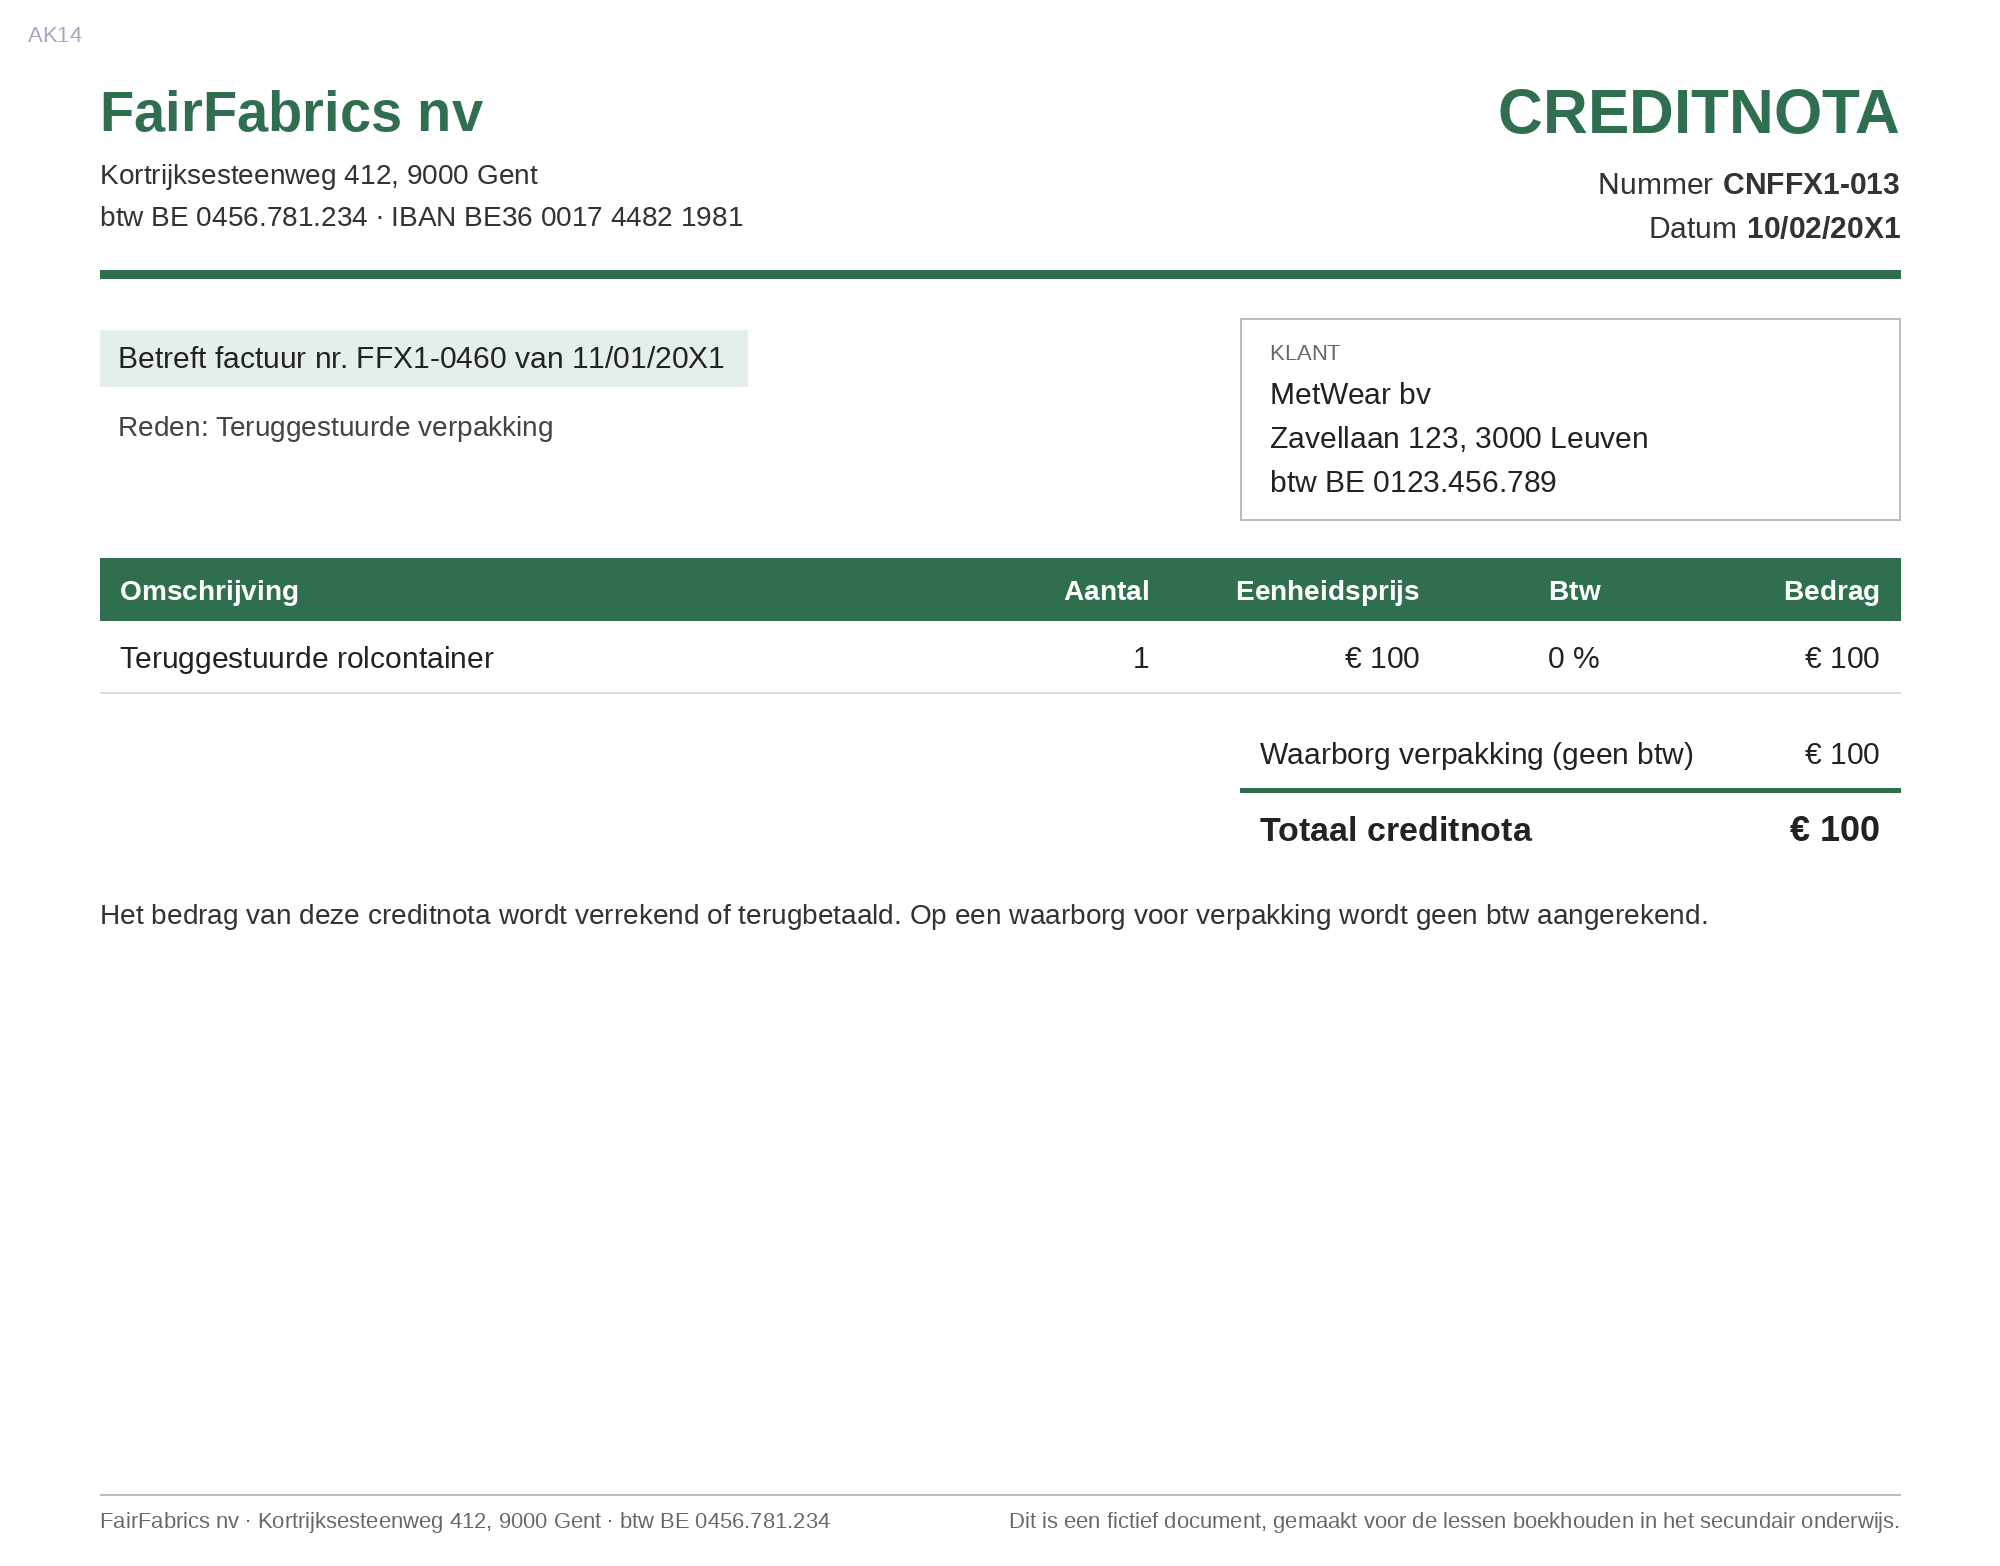 AK14
FairFabrics nv
Kortrijksesteenweg 412, 9000 Gent
btw BE 0456.781.234 · IBAN BE36 0017 4482 1981
CREDITNOTA
Nummer CNFFX1-013
Datum 10/02/20X1
Betreft factuur nr. FFX1-0460 van 11/01/20X1
Reden: Teruggestuurde verpakking
KLANT
MetWear bv
Zavellaan 123, 3000 Leuven
btw BE 0123.456.789
Omschrijving Aantal Eenheidsprijs Btw Bedrag
Teruggestuurde rolcontainer 1 € 100 0 % € 100
Waarborg verpakking (geen btw) € 100
Totaal creditnota € 100
Het bedrag van deze creditnota wordt verrekend of terugbetaald. Op een waarborg voor verpakking wordt geen btw aangerekend.
FairFabrics nv · Kortrijksesteenweg 412, 9000 Gent · btw BE 0456.781.234
Dit is een fictief document, gemaakt voor de lessen boekhouden in het secundair onderwijs.